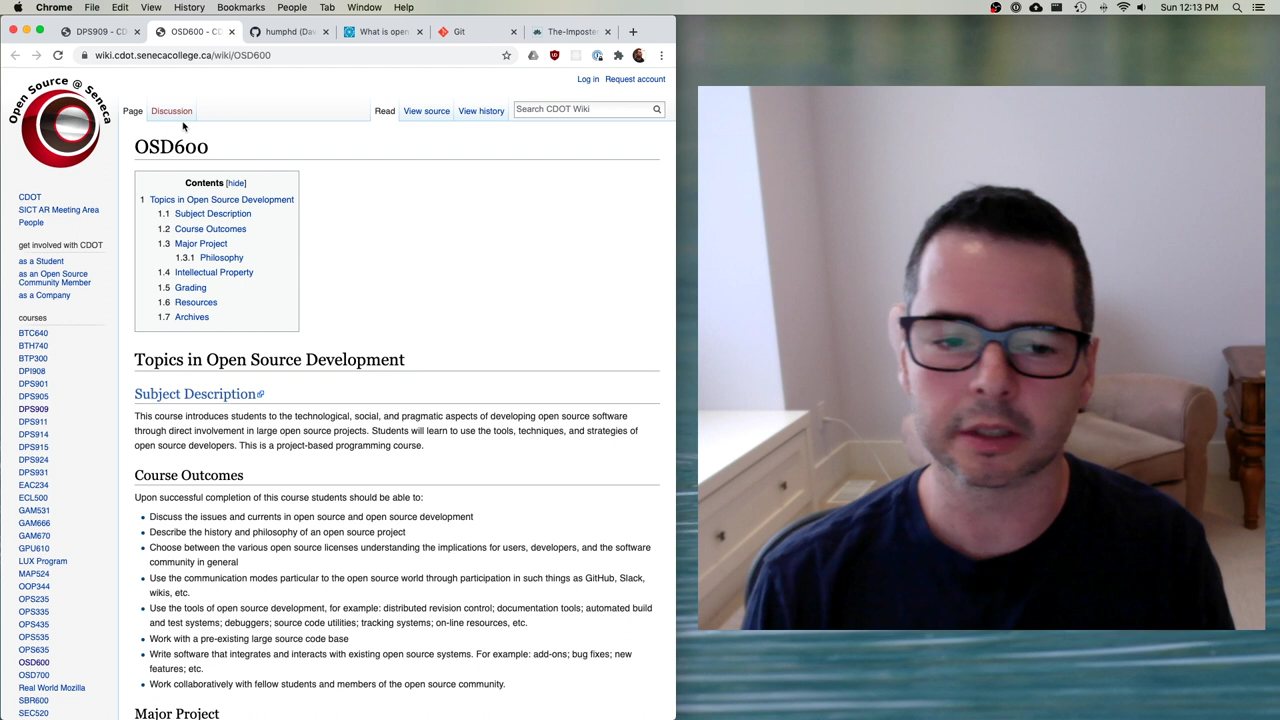 Chrome File Edit View History Bookmarks People Tab Window Help Sun 12:13 PM
DPS909 - CD OSD600 - CD humphd (Dav What is open Git The-Imposter
wiki.cdot.senecacollege.ca/wiki/OSD600
Log in Request account
Open Source @ Seneca
Page Discussion Read View source View history Search CDOT Wiki
OSD600
Contents [hide]
1 Topics in Open Source Development
1.1 Subject Description
1.2 Course Outcomes
1.3 Major Project
1.3.1 Philosophy
1.4 Intellectual Property
1.5 Grading
1.6 Resources
1.7 Archives
CDOT
SICT AR Meeting Area
People
get involved with CDOT
as a Student
as an Open Source
Community Member
as a Company
courses
BTC640
BTH740
BTP300
DPI908
DPS901
DPS905
DPS909
DPS911
DPS914
DPS915
DPS924
DPS931
EAC234
ECL500
GAM531
GAM666
GAM670
GPU610
LUX Program
MAP524
OOP344
OPS235
OPS335
OPS435
OPS535
OPS635
OSD600
OSD700
Real World Mozilla
SBR600
SEC520
Topics in Open Source Development
Subject Description
This course introduces students to the technological, social, and pragmatic aspects of developing open source software
through direct involvement in large open source projects. Students will learn to use the tools, techniques, and strategies of
open source developers. This is a project-based programming course.
Course Outcomes
Upon successful completion of this course students should be able to:
Discuss the issues and currents in open source and open source development
Describe the history and philosophy of an open source project
Choose between the various open source licenses understanding the implications for users, developers, and the software
community in general
Use the communication modes particular to the open source world through participation in such things as GitHub, Slack,
wikis, etc.
Use the tools of open source development, for example: distributed revision control; documentation tools; automated build
and test systems; debuggers; source code utilities; tracking systems; on-line resources, etc.
Work with a pre-existing large source code base
Write software that integrates and interacts with existing open source systems. For example: add-ons; bug fixes; new
features; etc.
Work collaboratively with fellow students and members of the open source community.
Major Project